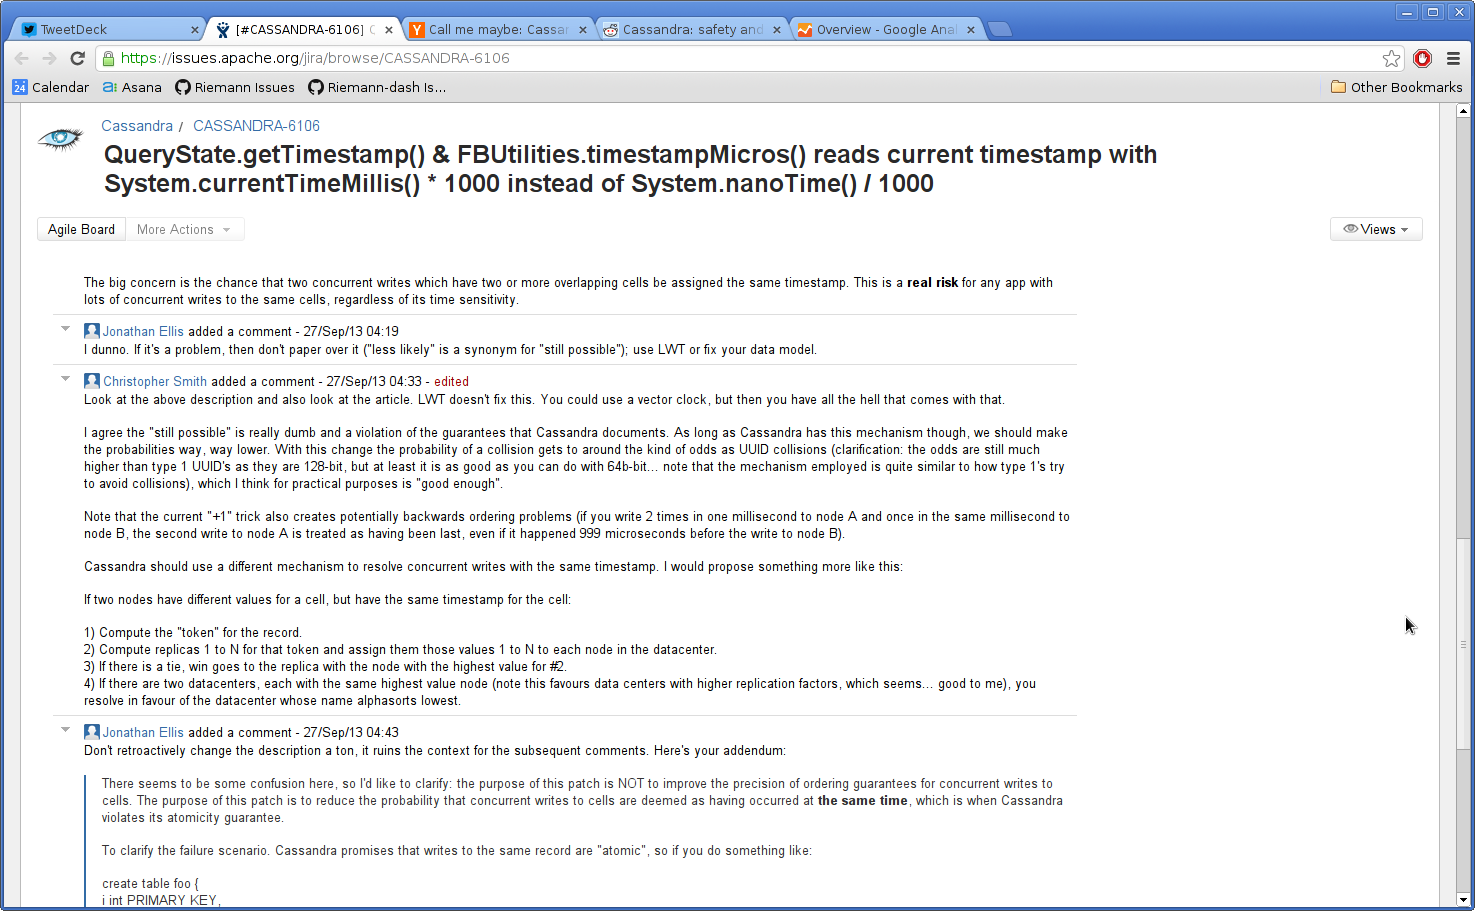 TweetDeck
[#CASSANDRA-6106] C
Call me maybe: Cassan
Cassandra: safety and
Overview - Google Anal
https://issues.apache.org/jira/browse/CASSANDRA-6106
24 Calendar
a: Asana
Riemann Issues
Riemann-dash Is...
Other Bookmarks
Cassandra / CASSANDRA-6106
QueryState.getTimestamp() & FBUtilities.timestampMicros() reads current timestamp with
System.currentTimeMillis() * 1000 instead of System.nanoTime() / 1000
Agile Board
More Actions
Views
The big concern is the chance that two concurrent writes which have two or more overlapping cells be assigned the same timestamp. This is a real risk for any app with
lots of concurrent writes to the same cells, regardless of its time sensitivity.
Jonathan Ellis added a comment - 27/Sep/13 04:19
I dunno. If it's a problem, then don't paper over it ("less likely" is a synonym for "still possible"); use LWT or fix your data model.
Christopher Smith added a comment - 27/Sep/13 04:33 - edited
Look at the above description and also look at the article. LWT doesn't fix this. You could use a vector clock, but then you have all the hell that comes with that.
I agree the "still possible" is really dumb and a violation of the guarantees that Cassandra documents. As long as Cassandra has this mechanism though, we should make
the probabilities way, way lower. With this change the probability of a collision gets to around the kind of odds as UUID collisions (clarification: the odds are still much
higher than type 1 UUID's as they are 128-bit, but at least it is as good as you can do with 64b-bit... note that the mechanism employed is quite similar to how type 1's try
to avoid collisions), which I think for practical purposes is "good enough".
Note that the current "+1" trick also creates potentially backwards ordering problems (if you write 2 times in one millisecond to node A and once in the same millisecond to
node B, the second write to node A is treated as having been last, even if it happened 999 microseconds before the write to node B).
Cassandra should use a different mechanism to resolve concurrent writes with the same timestamp. I would propose something more like this:
If two nodes have different values for a cell, but have the same timestamp for the cell:
1) Compute the "token" for the record.
2) Compute replicas 1 to N for that token and assign them those values 1 to N to each node in the datacenter.
3) If there is a tie, win goes to the replica with the node with the highest value for #2.
4) If there are two datacenters, each with the same highest value node (note this favours data centers with higher replication factors, which seems... good to me), you
resolve in favour of the datacenter whose name alphasorts lowest.
Jonathan Ellis added a comment - 27/Sep/13 04:43
Don't retroactively change the description a ton, it ruins the context for the subsequent comments. Here's your addendum:
There seems to be some confusion here, so I'd like to clarify: the purpose of this patch is NOT to improve the precision of ordering guarantees for concurrent writes to
cells. The purpose of this patch is to reduce the probability that concurrent writes to cells are deemed as having occurred at the same time, which is when Cassandra
violates its atomicity guarantee.
To clarify the failure scenario. Cassandra promises that writes to the same record are "atomic", so if you do something like:
create table foo {
i int PRIMARY KEY,